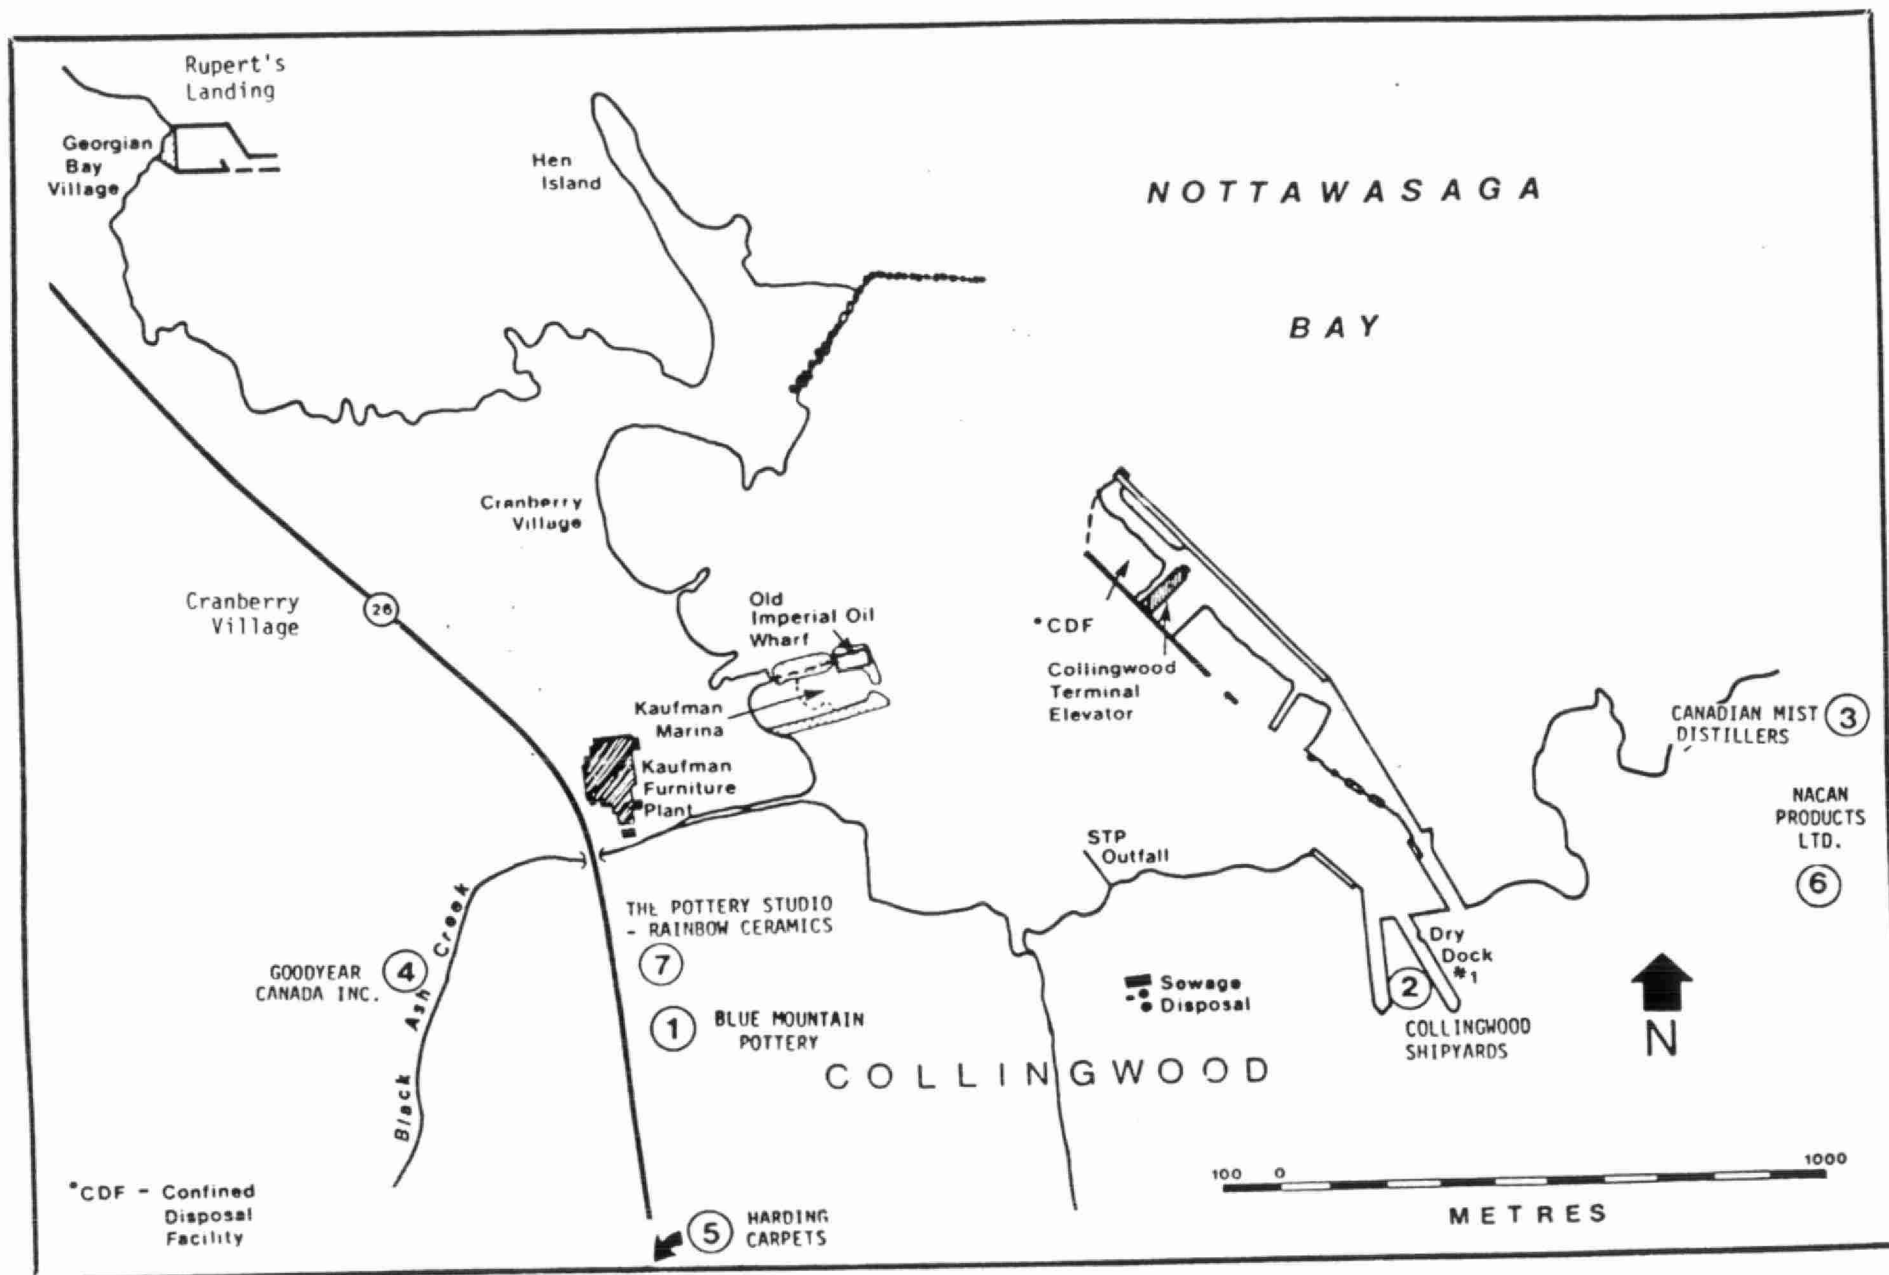 Rupert's
Landing
Georgian
Bay
Village
Hen
Island
NOTTAWASAGA
BAY
Cranberry
Village
Cranberry
Village
26
Old
Imperial Oil
Wharf
Kaufman
Marina
Kaufman
Furniture
Plant
*CDF
Collingwood
Terminal
Elevator
CANADIAN MIST
DISTILLERS
3
NACAN
PRODUCTS
LTD.
6
STP
Outfall
THE POTTERY STUDIO
- RAINBOW CERAMICS
7
GOODYEAR
CANADA INC.
4
Black Ash Creek
1
BLUE MOUNTAIN
POTTERY
Sewage
Disposal
Dry
Dock
#1
2
COLLINGWOOD
SHIPYARDS
N
COLLINGWOOD
100 0 1000
METRES
*CDF - Confined
Disposal
Facility
5
HARDING
CARPETS